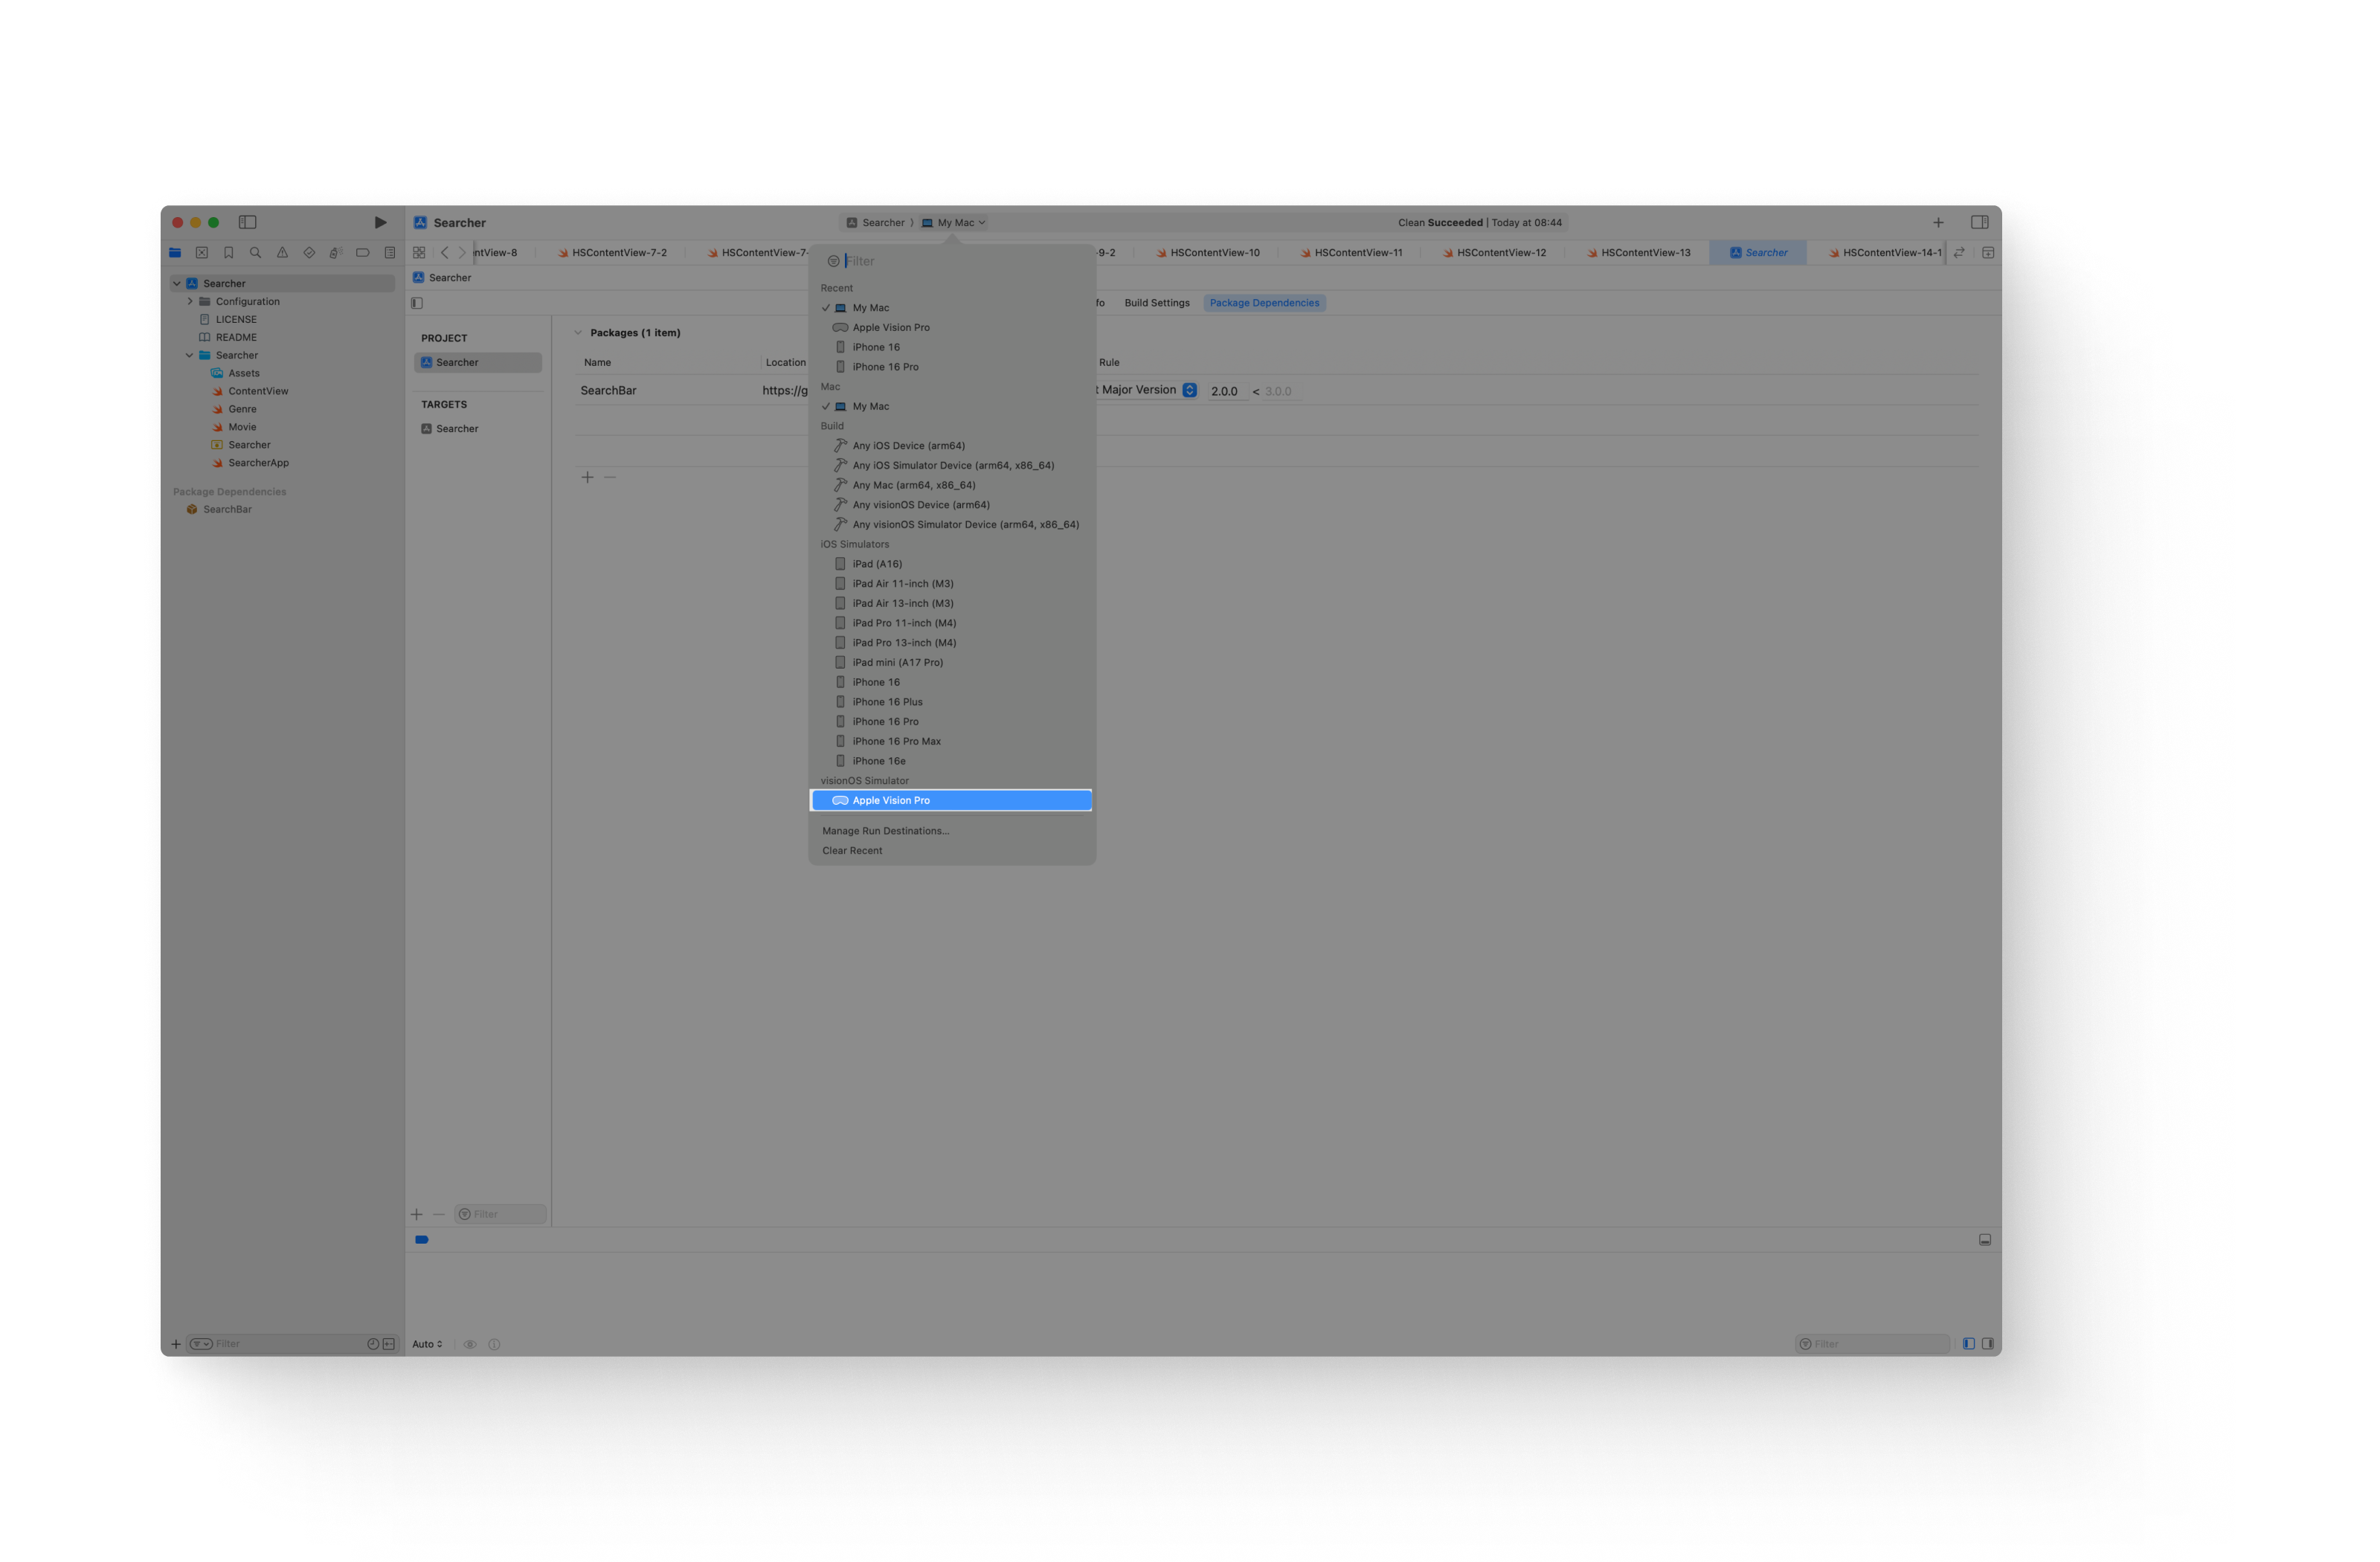 Searcher
Searcher
My Mac
Clean Succeeded | Today at 08:44
ntView-8
HSContentView-7-2
HSContentView-7-
-9-2
HSContentView-10
HSContentView-11
HSContentView-12
HSContentView-13
Searcher
HSContentView-14-1
Searcher
Configuration
LICENSE
README
Searcher
Assets
ContentView
Genre
Movie
Searcher
SearcherApp
Package Dependencies
SearchBar
Searcher
fo
Build Settings
Package Dependencies
PROJECT
Searcher
TARGETS
Searcher
Packages (1 item)
Name
Location
Rule
SearchBar
https://g
t Major Version
2.0.0
< 3.0.0
Filter
Recent
My Mac
Apple Vision Pro
iPhone 16
iPhone 16 Pro
Mac
My Mac
Build
Any iOS Device (arm64)
Any iOS Simulator Device (arm64, x86_64)
Any Mac (arm64, x86_64)
Any visionOS Device (arm64)
Any visionOS Simulator Device (arm64, x86_64)
iOS Simulators
iPad (A16)
iPad Air 11-inch (M3)
iPad Air 13-inch (M3)
iPad Pro 11-inch (M4)
iPad Pro 13-inch (M4)
iPad mini (A17 Pro)
iPhone 16
iPhone 16 Plus
iPhone 16 Pro
iPhone 16 Pro Max
iPhone 16e
visionOS Simulator
Apple Vision Pro
Manage Run Destinations...
Clear Recent
Filter
Filter
Auto
Filter